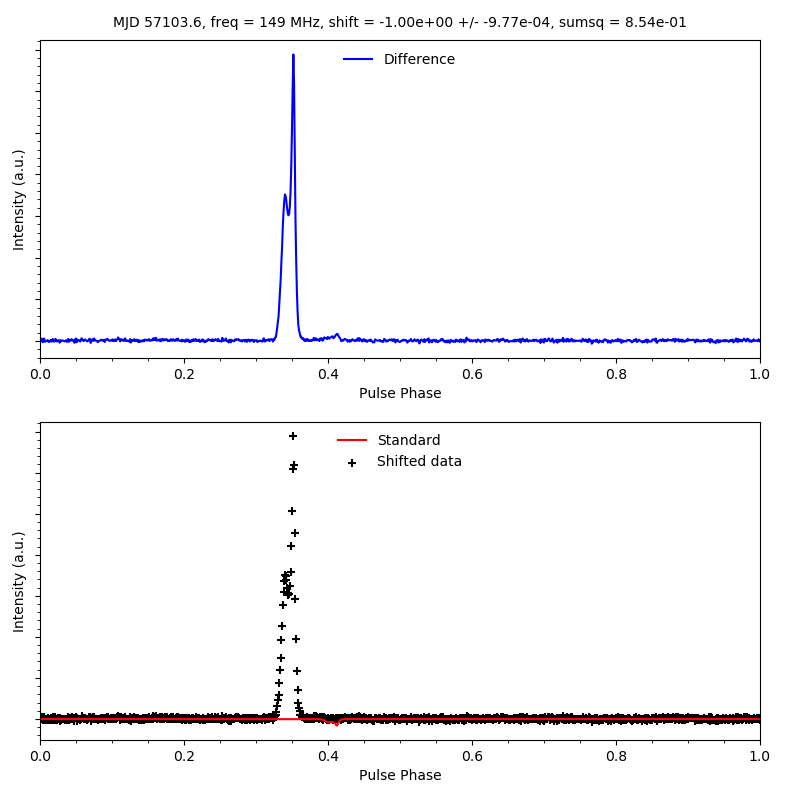 MJD 57103.6, freq = 149 MHz, shift = -1.00e+00 +/- -9.77e-04, sumsq = 8.54e-01
Difference
Intensity (a.u.)
0.0 0.2 0.4 0.6 0.8 1.0
Pulse Phase
Standard
Shifted data
Intensity (a.u.)
0.0 0.2 0.4 0.6 0.8 1.0
Pulse Phase